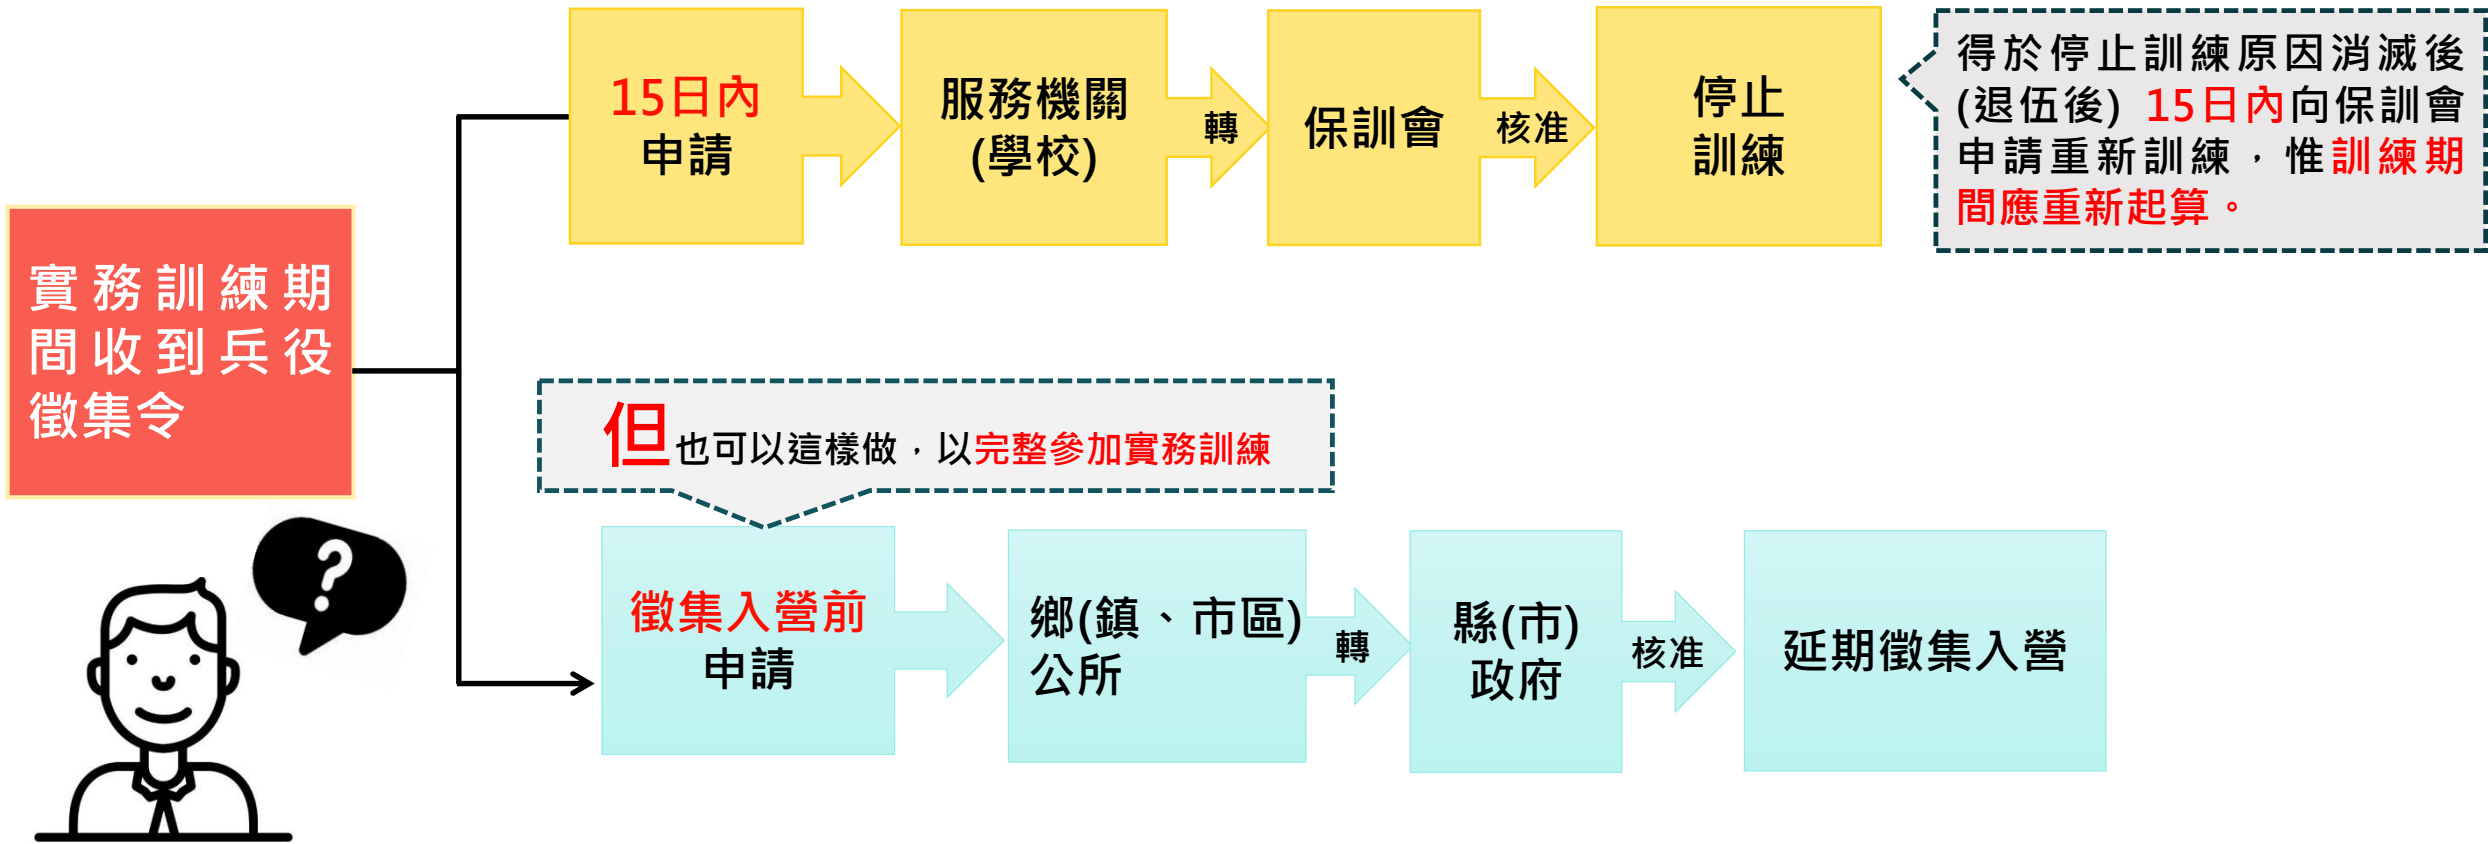 實務訓練期
間收到兵役
徵集令
15日內
申請
服務機關
(學校)
轉
保訓會
核准
停止
訓練
得於停止訓練原因消滅後
(退伍後) 15日內向保訓會
申請重新訓練，惟訓練期
間應重新起算。
但也可以這樣做，以完整參加實務訓練
徵集入營前
申請
鄉(鎮、市區)
公所
轉
縣(市)
政府
核准
延期徵集入營
?